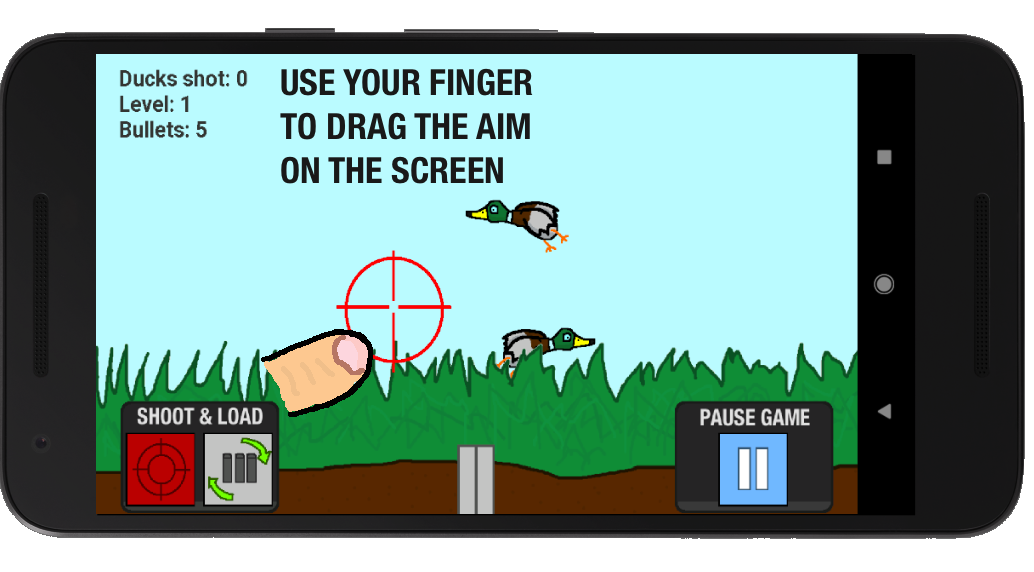 Ducks shot: 0
Level: 1
Bullets: 5
USE YOUR FINGER
TO DRAG THE AIM
ON THE SCREEN
SHOOT & LOAD
PAUSE GAME